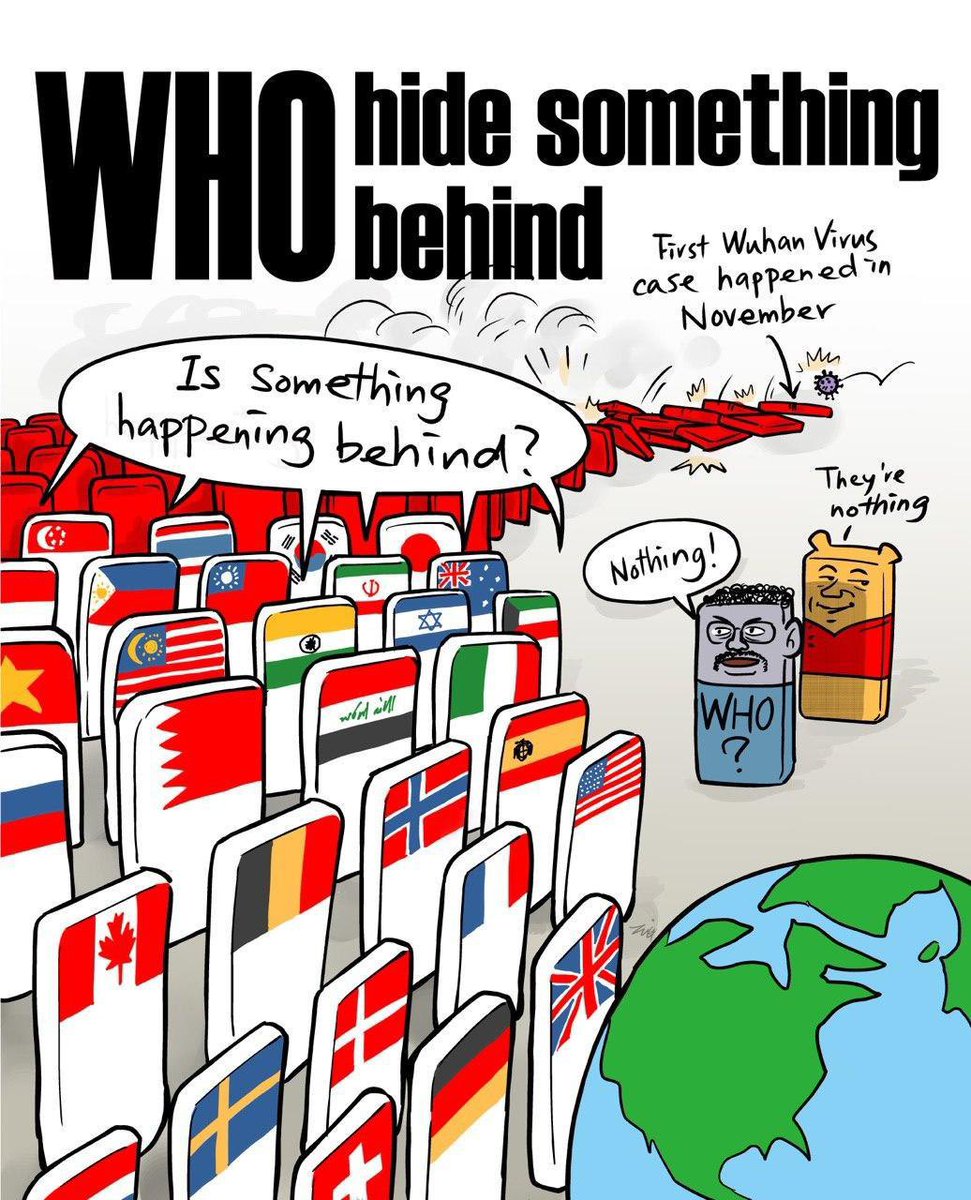 WHO hide something
behind
First Wuhan Virus
case happened in
November
Is something
happening behind?
They're
nothing
Nothing!
WHO
?